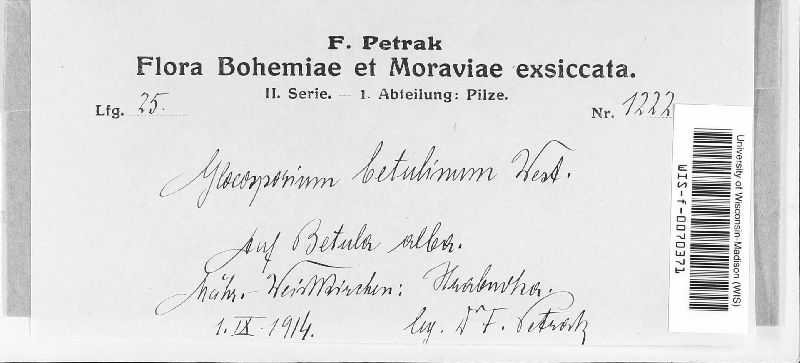 F. Petrak
Flora Bohemiae et Moraviae exsiccata.
II. Serie. — 1. Abteilung: Pilze.
Lfg. 25. Nr. 1222
Gloeosporium betulinum West.
auf Betula alba.
Mähr.-Weisskirchen: Hrabuvka.
1. IX. 1914. leg. Dr F. Petrak
University of Wisconsin-Madison (WIS)
WIS-f-0070371